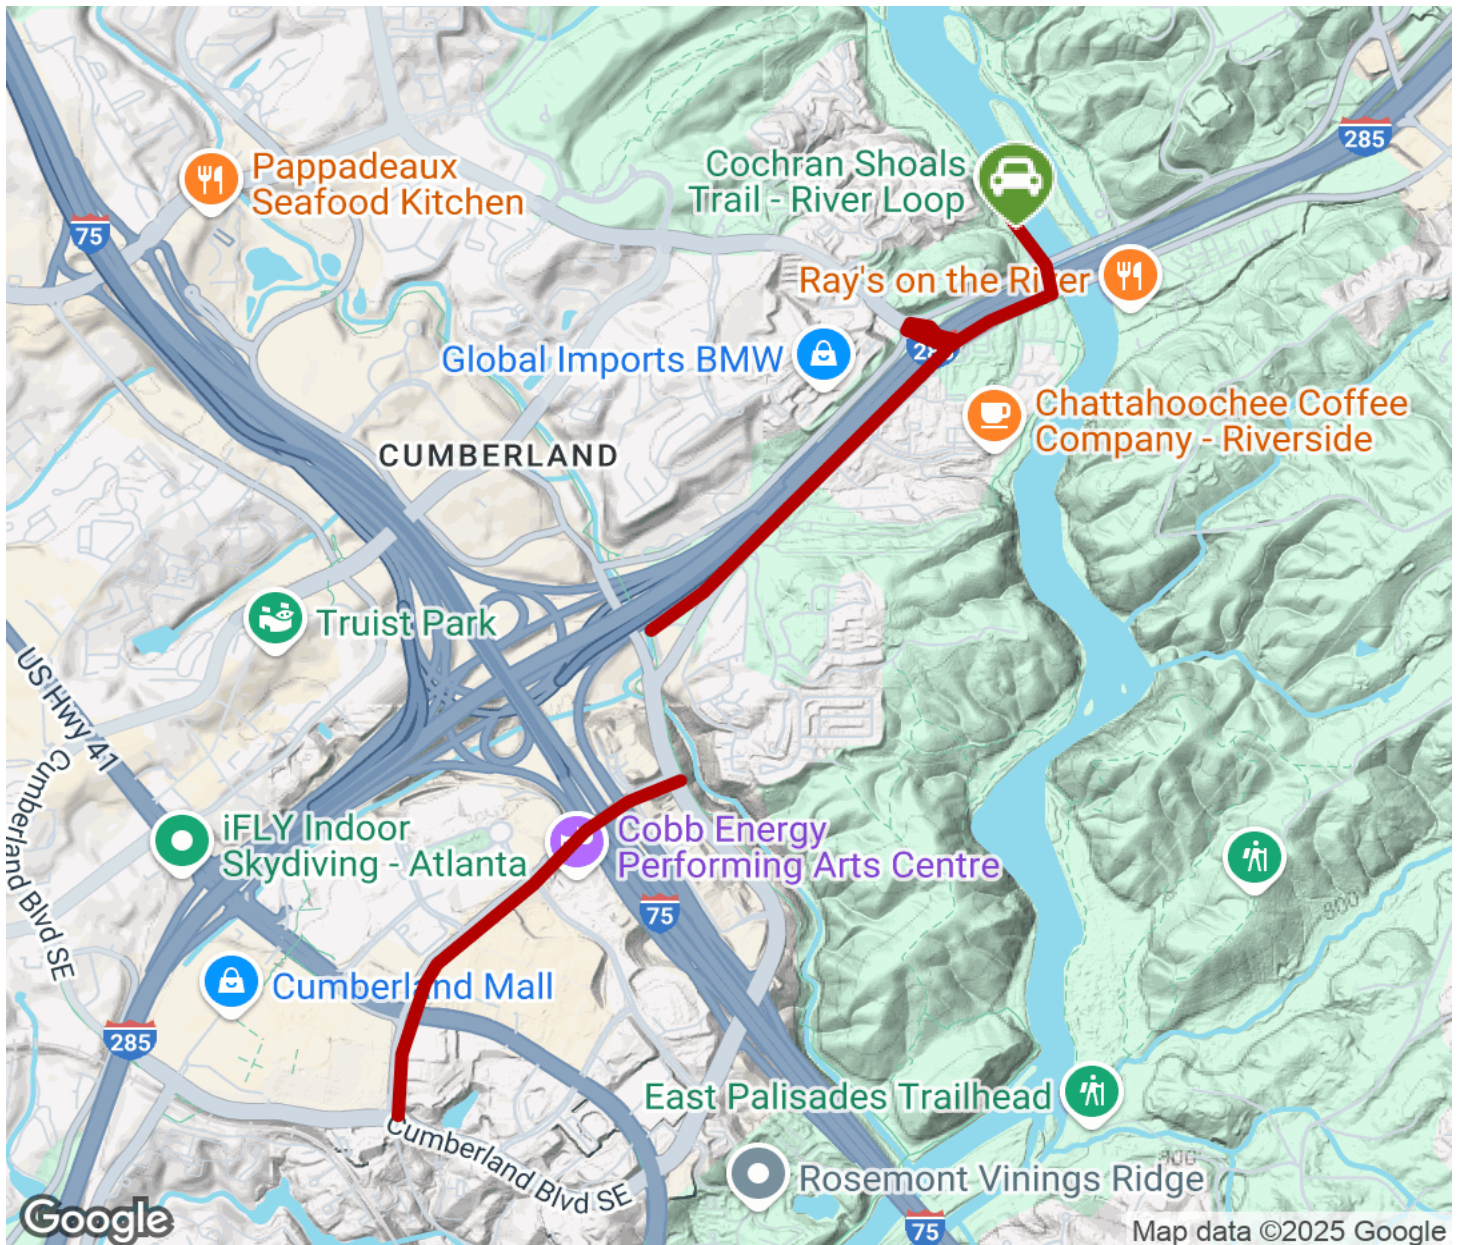 285
Cochran Shoals
Trail - River Loop
Pappadeaux
Seafood Kitchen
75
Ray's on the River
Global Imports BMW
Chattahoochee Coffee
Company - Riverside
CUMBERLAND
Truist Park
US Hwy 41
Cumberland Blvd SE
iFLY Indoor
Skydiving - Atlanta
Cobb Energy
Performing Arts Centre
75
800
Cumberland Mall
285
East Palisades Trailhead
Cumberland Blvd SE
Rosemont Vinings Ridge
Google
75
Map data ©2025 Google